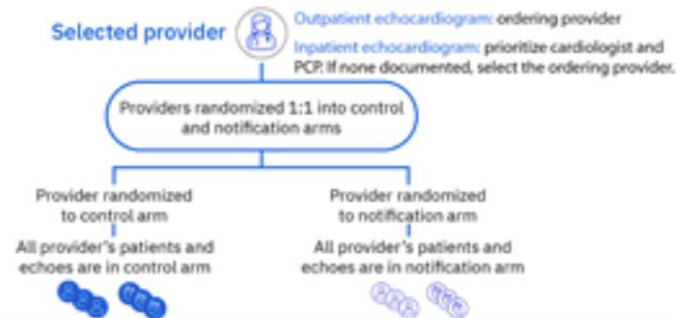 Selected provider
Outpatient echocardiogram: ordering provider
Inpatient echocardiogram: prioritize cardiologist and
PCP. If none documented, select the ordering provider.
Providers randomized 1:1 into control
and notification arms
Provider randomized
to control arm
Provider randomized
to notification arm
All provider's patients and
echoes are in control arm
All provider's patients and
echoes are in notification arm